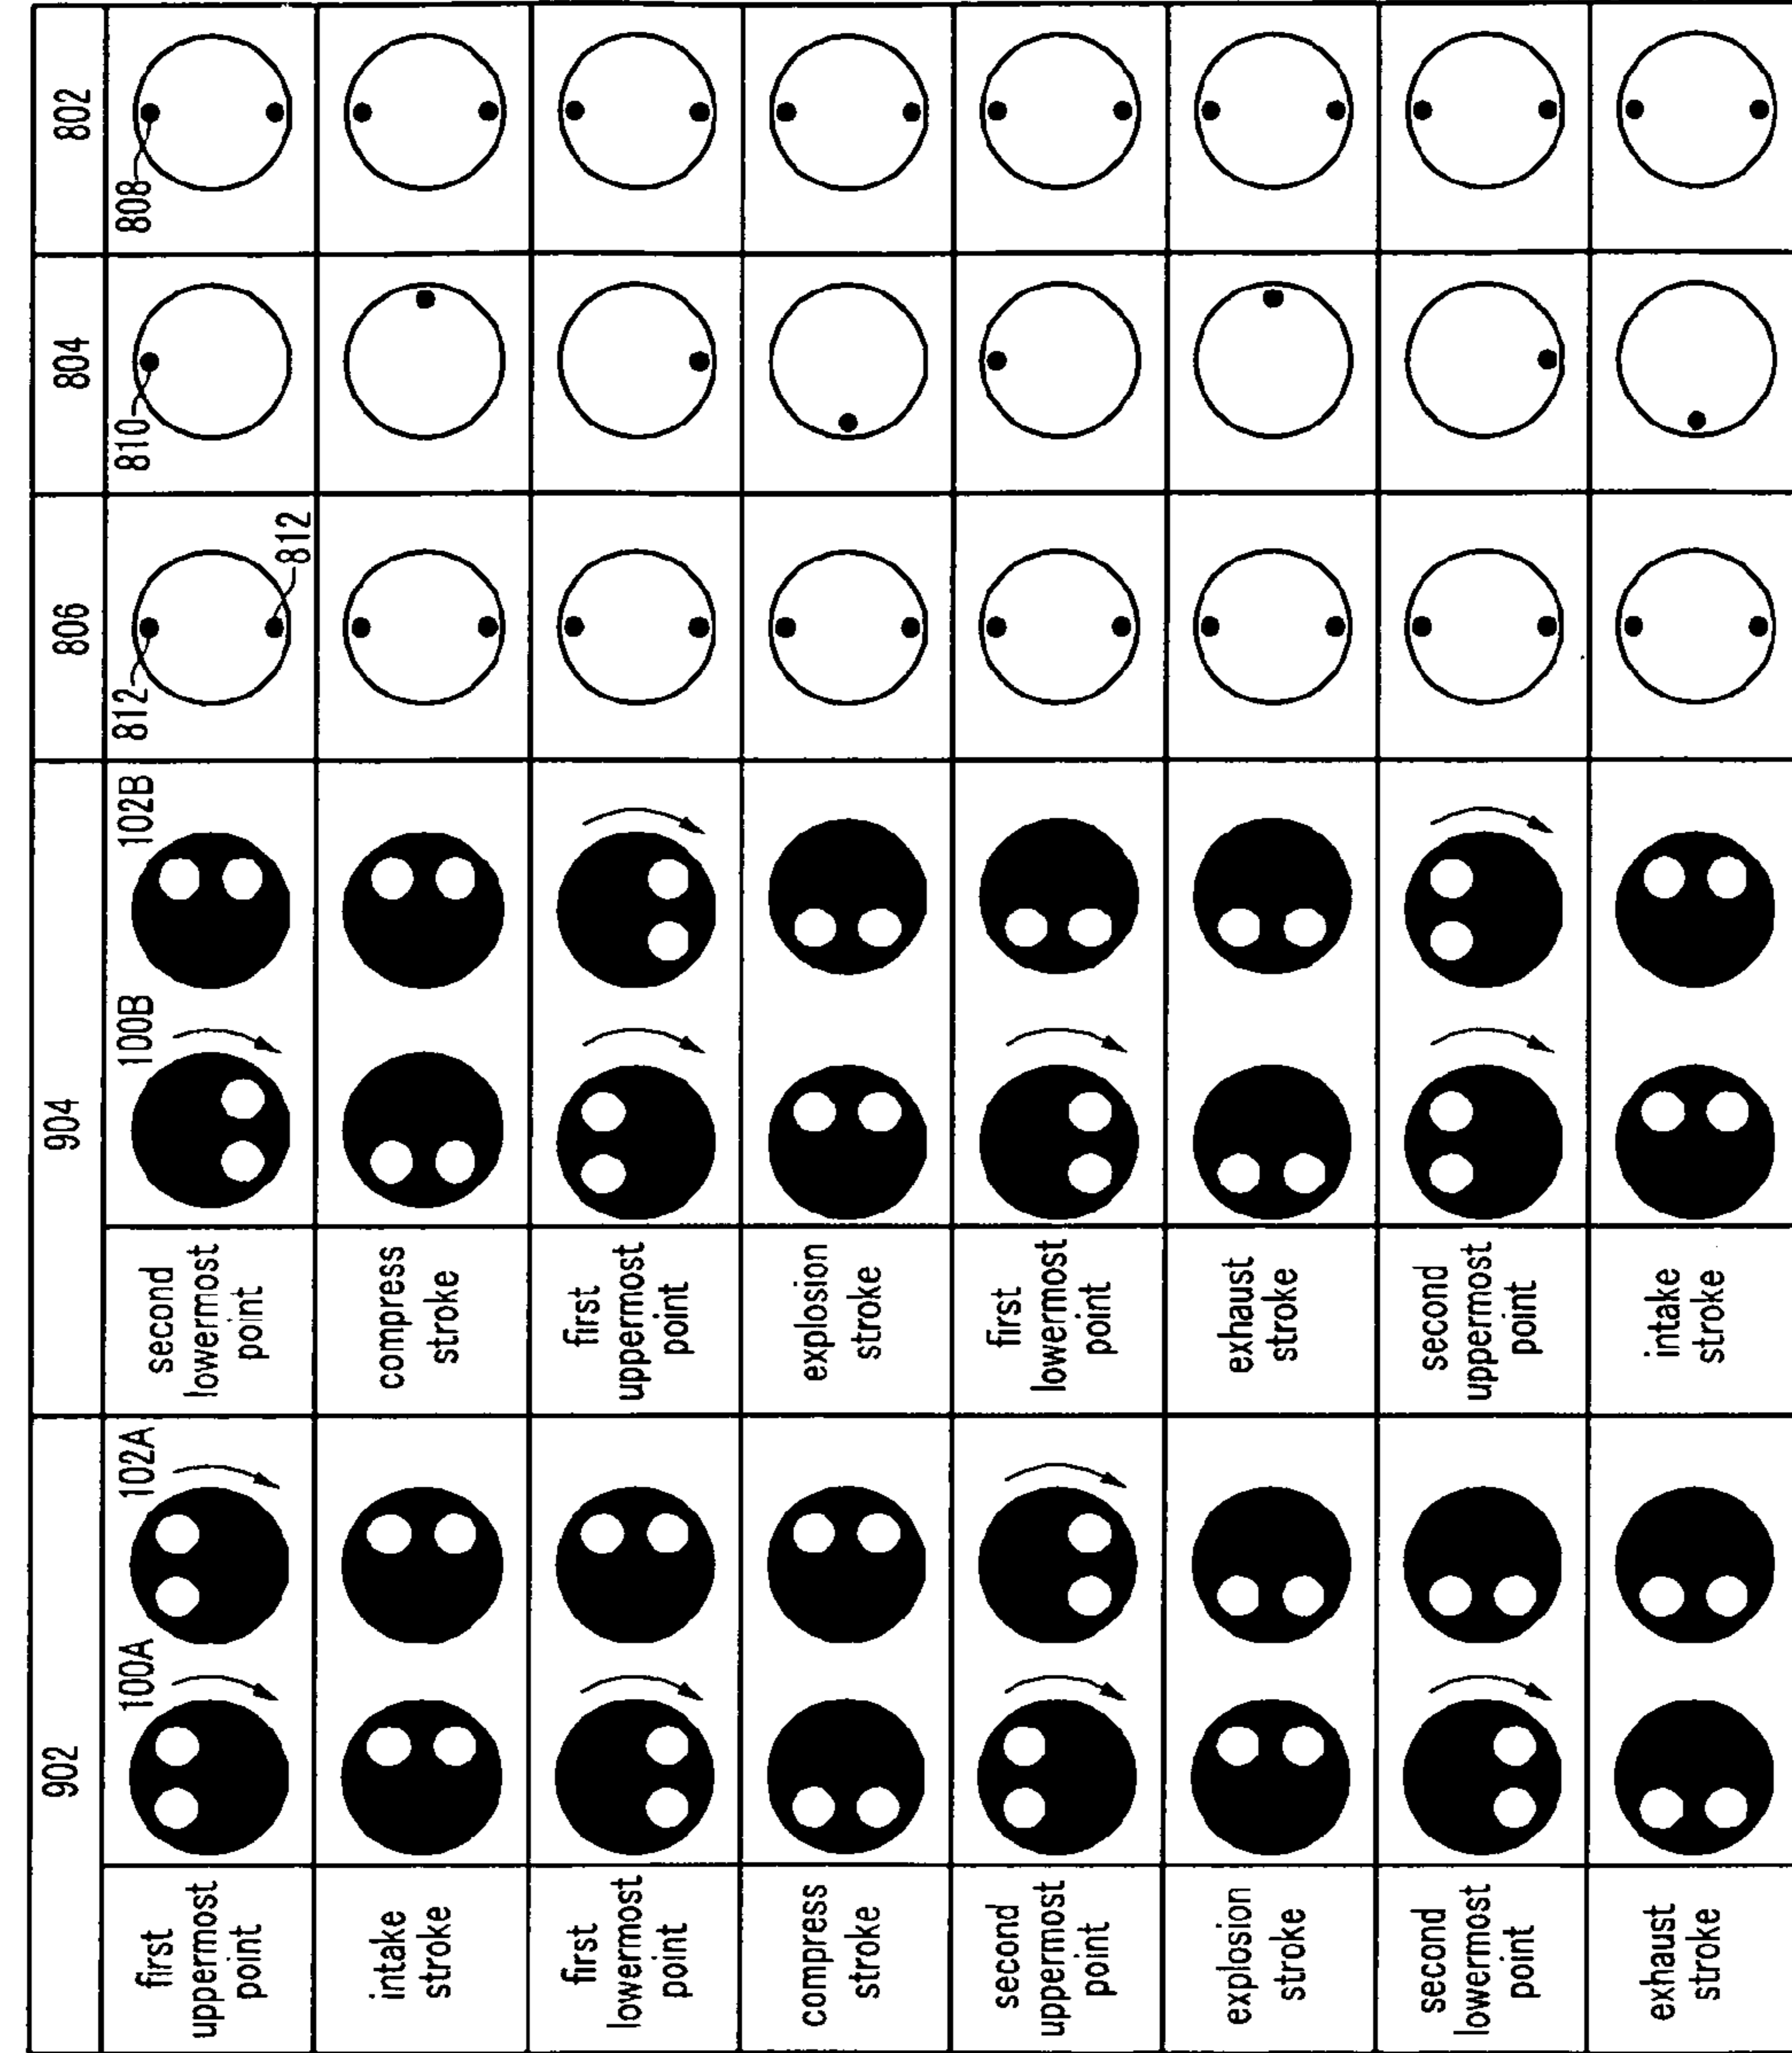 902
904
806
804
802
first
uppermost
point
100A
102A
second
lowermost
point
100B
102B
812
812
810
808
intake
stroke
compress
stroke
first
lowermost
point
first
uppermost
point
compress
stroke
explosion
stroke
second
uppermost
point
first
lowermost
point
explosion
stroke
exhaust
stroke
second
lowermost
point
second
uppermost
point
exhaust
stroke
intake
stroke